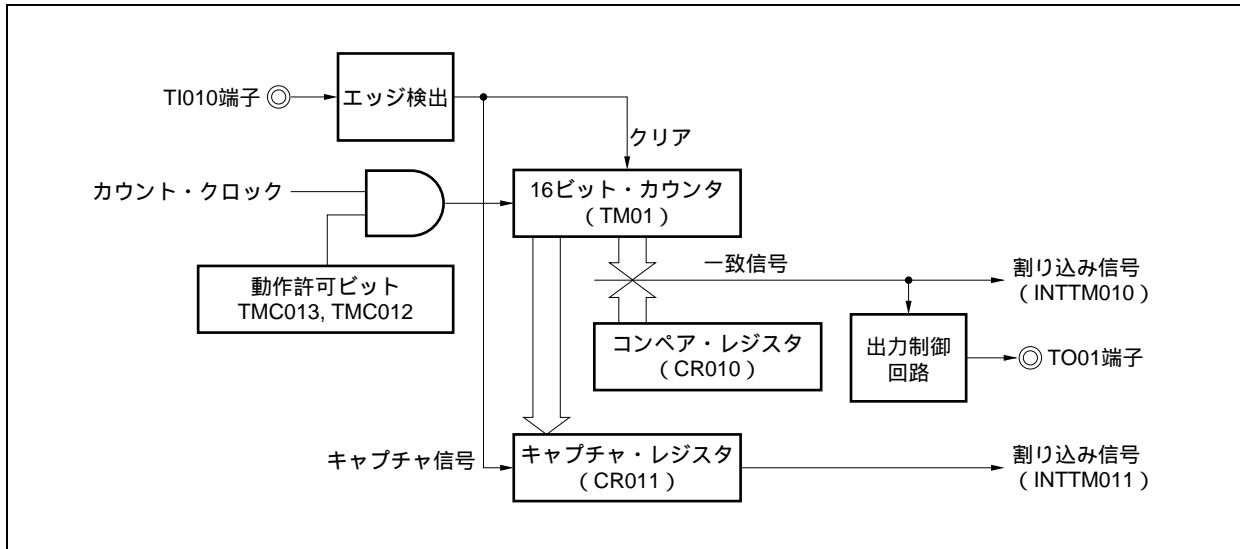 TI010端子
エッジ検出
クリア
カウント・クロック
16ビット・カウンタ
（TM01）
動作許可ビット
TMC013, TMC012
一致信号
割り込み信号
（INTTM010）
コンペア・レジスタ
（CR010）
出力制御
回路
TO01端子
キャプチャ信号
キャプチャ・レジスタ
（CR011）
割り込み信号
（INTTM011）